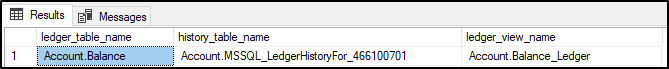 Results Messages
ledger_table_name history_table_name ledger_view_name
1 Account.Balance Account.MSSQL_LedgerHistoryFor_466100701 Account.Balance_Ledger